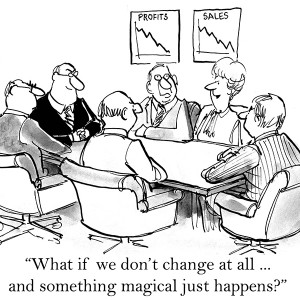 PROFITS
SALES
“What if we don’t change at all ...
and something magical just happens?”